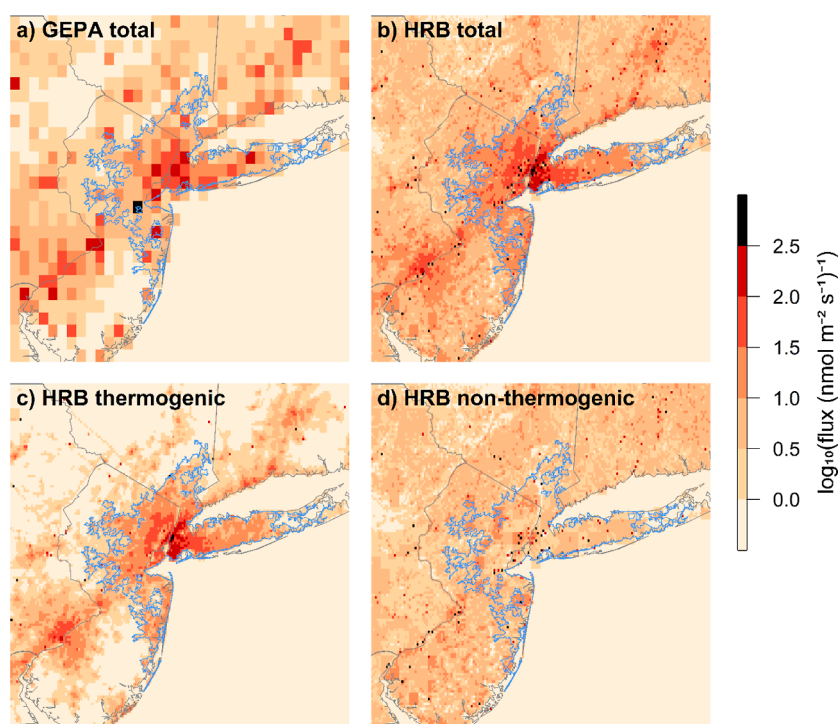 a) GEPA total
b) HRB total
c) HRB thermogenic
d) HRB non-thermogenic
2.5
2.0
1.5
1.0
0.5
0.0
log₁₀(flux (nmol m⁻² s⁻¹)⁻¹)